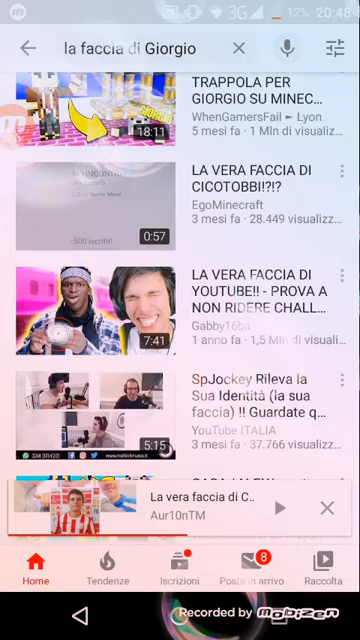 3G 12% 20:48
la faccia di Giorgio
TRAPPOLA PER
GIORGIO SU MINEC...
WhenGamersFail ► Lyon
5 mesi fa · 1 Mln di visualiz...
18:11
LA VERA FACCIA DI
CICOTOBBI!?!?
EgoMinecraft
3 mesi fa · 28.449 visualizz...
500 iscritti!
0:57
LA VERA FACCIA DI
YOUTUBE!! - PROVA A
NON RIDERE CHALL...
Gabby16bit
1 anno fa · 1,5 Mln di visuali...
7:41
SpJockey Rileva la
Sua Identità (la sua
faccia) !! Guardate q...
YouTube ITALIA
3 mesi fa · 37.766 visualizz...
5:15
La vera faccia di C..
Aur10nTM
8
Home Tendenze Iscrizioni Posta in arrivo Raccolta
Recorded by mobizen